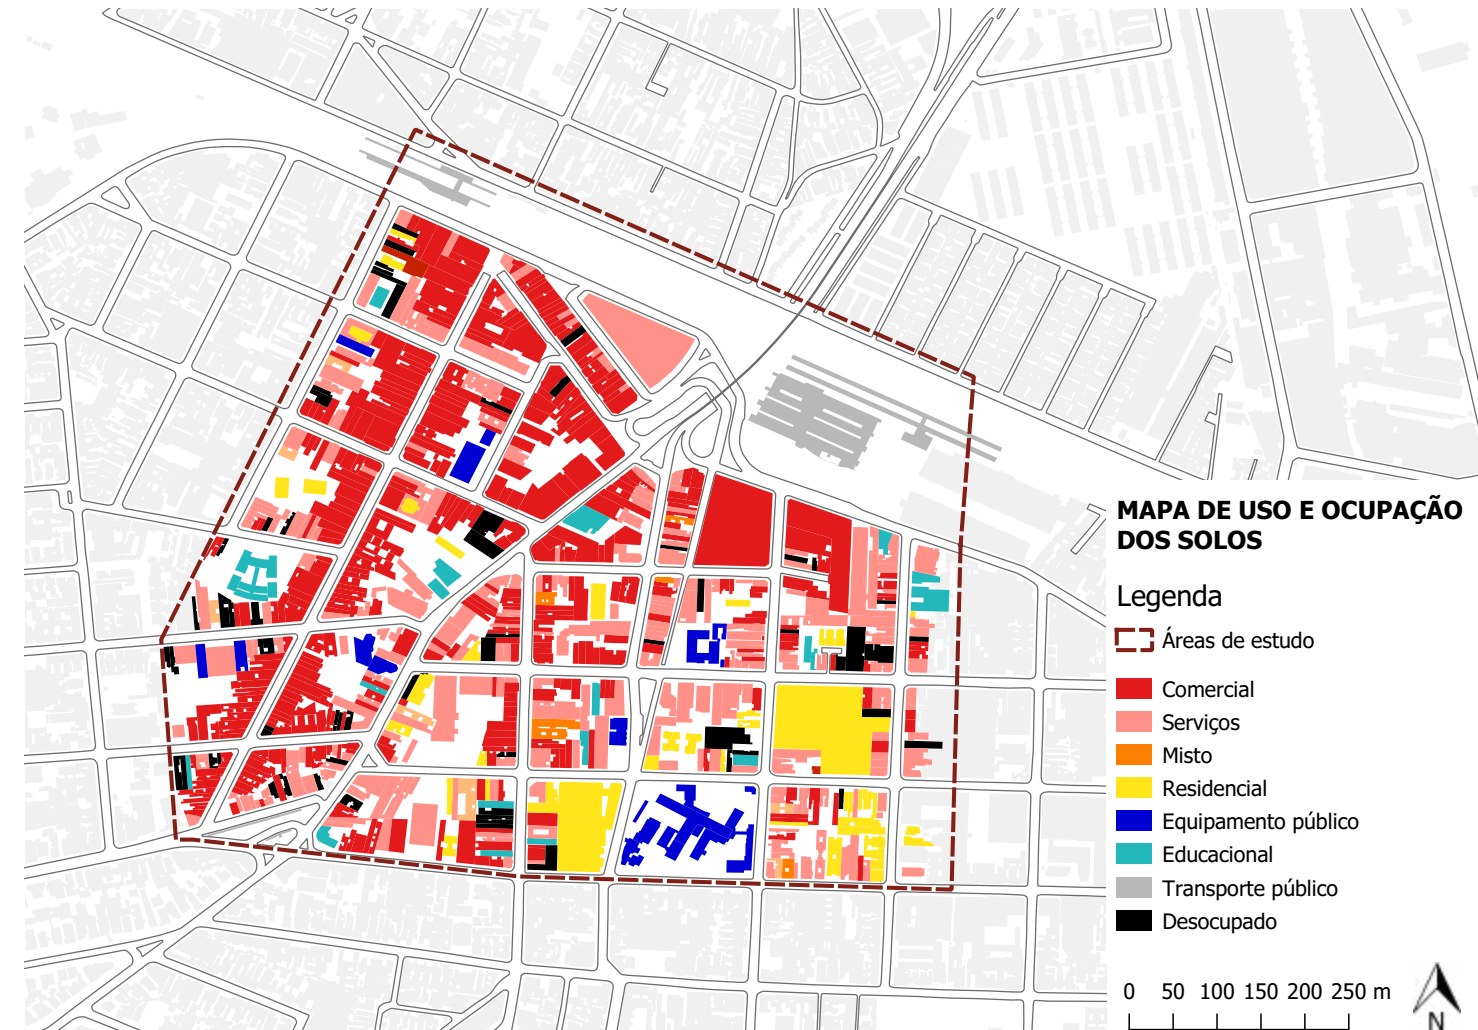 MAPA DE USO E OCUPAÇÃO
DOS SOLOS
Legenda
Áreas de estudo
Comercial
Serviços
Misto
Residencial
Equipamento público
Educacional
Transporte público
Desocupado
0 50 100 150 200 250 m
N